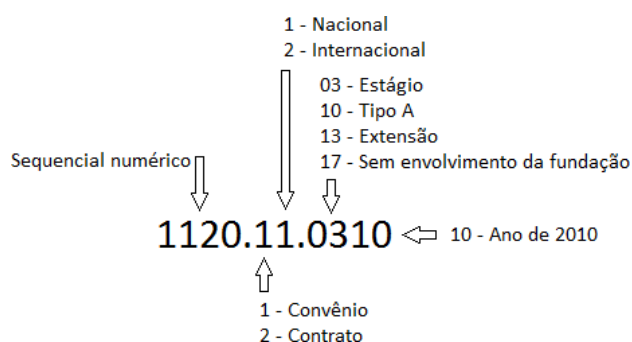 1 - Nacional
2 - Internacional
03 - Estágio
10 - Tipo A
13 - Extensão
17 - Sem envolvimento da fundação
Sequencial numérico
1120.11.0310
10 - Ano de 2010
1 - Convênio
2 - Contrato